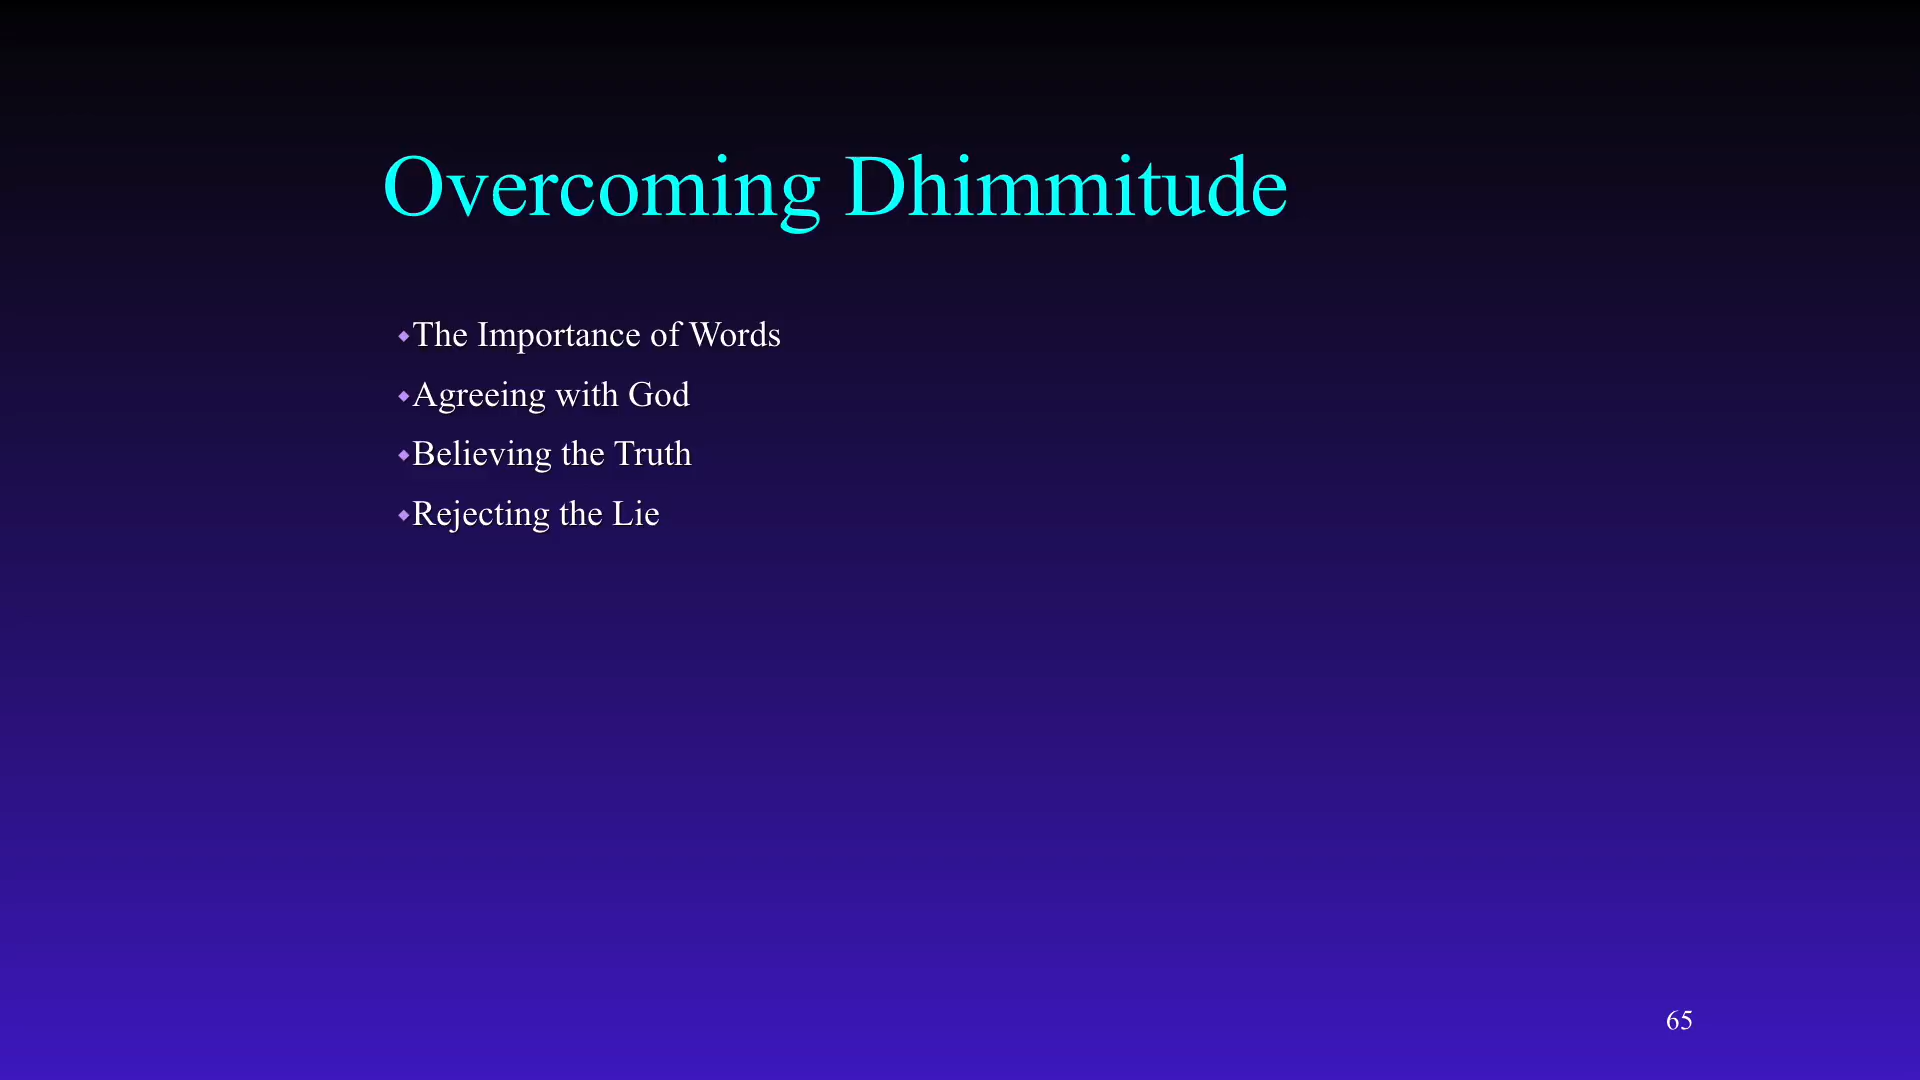 Overcoming Dhimmitude
◆The Importance of Words
◆Agreeing with God
◆Believing the Truth
◆Rejecting the Lie
65